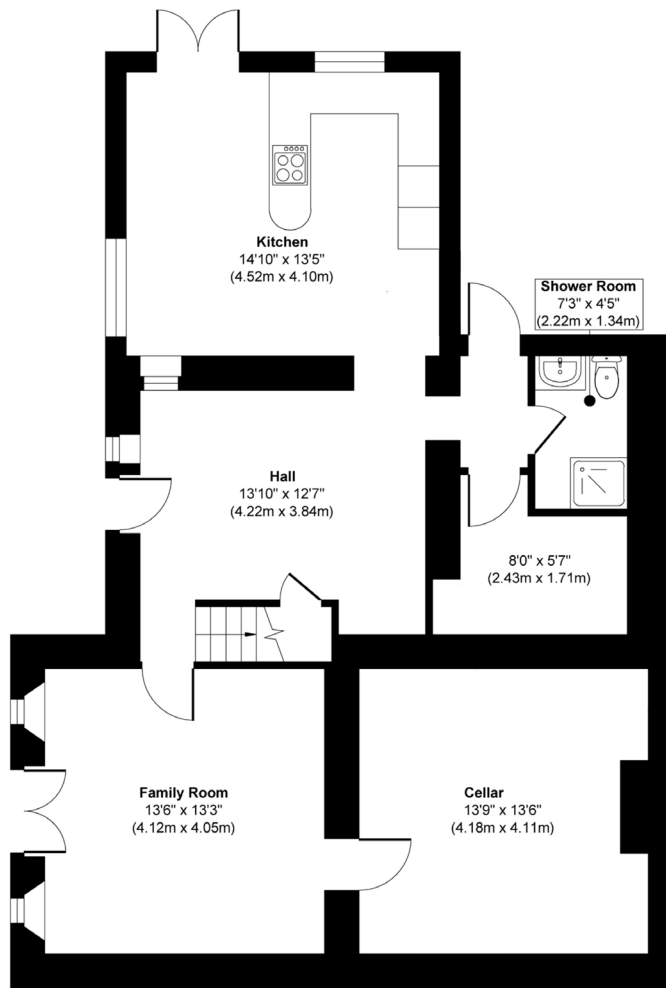 Kitchen
14'10" x 13'5"
(4.52m x 4.10m)
Shower Room
7'3" x 4'5"
(2.22m x 1.34m)
Hall
13'10" x 12'7"
(4.22m x 3.84m)
8'0" x 5'7"
(2.43m x 1.71m)
Family Room
13'6" x 13'3"
(4.12m x 4.05m)
Cellar
13'9" x 13'6"
(4.18m x 4.11m)